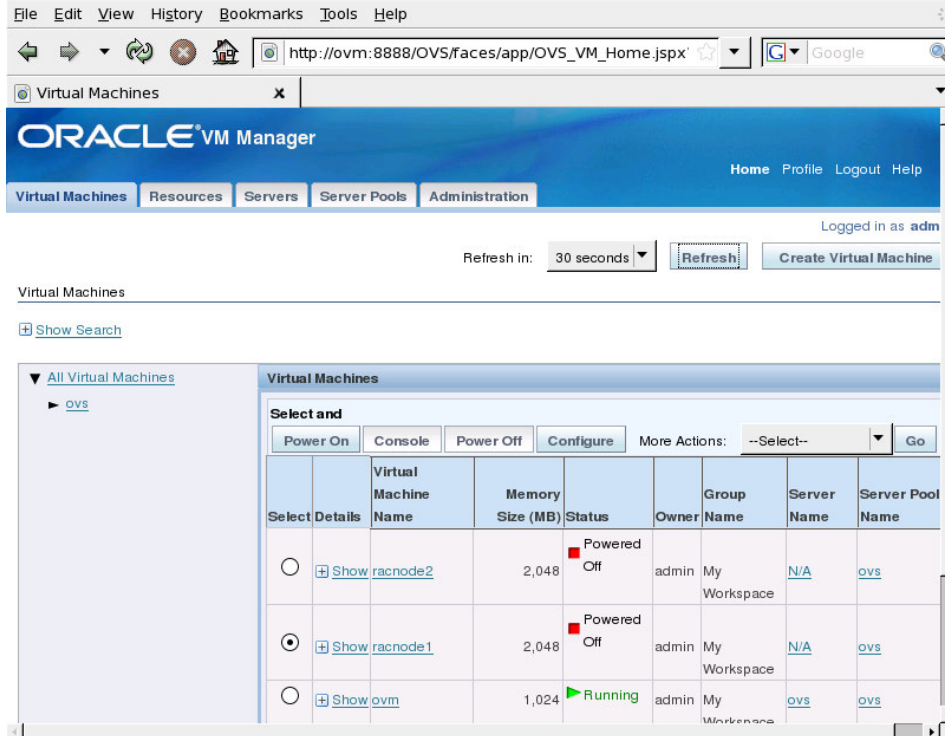 File Edit View History Bookmarks Tools Help
http://ovm:8888/OVS/faces/app/OVS_VM_Home.jspx'
G Google
Virtual Machines x
ORACLE VM Manager
Home Profile Logout Help
Virtual Machines Resources Servers Server Pools Administration
Logged in as adm
Refresh in: 30 seconds Refresh Create Virtual Machine
Virtual Machines
Show Search
All Virtual Machines
ovs
Virtual Machines
Select and
Power On Console Power Off Configure More Actions: --Select-- Go
Select Details Virtual Machine Name Memory Size (MB) Status Owner Group Name Server Name Server Pool Name
Show racnode2 2,048 Powered Off admin My Workspace N/A ovs
Show racnode1 2,048 Powered Off admin My Workspace N/A ovs
Show ovm 1,024 Running admin My Workspace ovs ovs